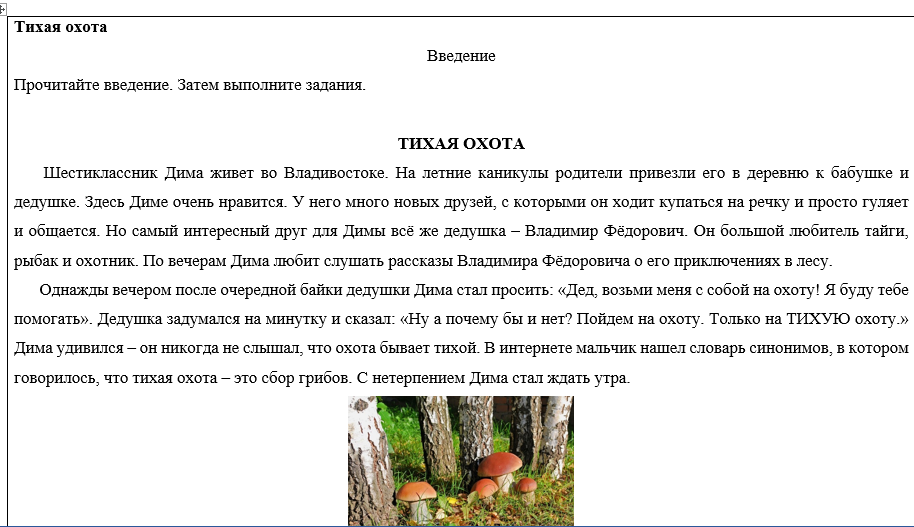 Тихая охота
Введение
Прочитайте введение. Затем выполните задания.
ТИХАЯ ОХОТА
Шестиклассник Дима живет во Владивостоке. На летние каникулы родители привезли его в деревню к бабушке и
дедушке. Здесь Диме очень нравится. У него много новых друзей, с которыми он ходит купаться на речку и просто гуляет
и общается. Но самый интересный друг для Димы всё же дедушка – Владимир Фёдорович. Он большой любитель тайги,
рыбак и охотник. По вечерам Дима любит слушать рассказы Владимира Фёдоровича о его приключениях в лесу.
Однажды вечером после очередной байки дедушки Дима стал просить: «Дед, возьми меня с собой на охоту! Я буду тебе
помогать». Дедушка задумался на минутку и сказал: «Ну а почему бы и нет? Пойдем на охоту. Только на ТИХУЮ охоту.»
Дима удивился – он никогда не слышал, что охота бывает тихой. В интернете мальчик нашел словарь синонимов, в котором
говорилось, что тихая охота – это сбор грибов. С нетерпением Дима стал ждать утра.